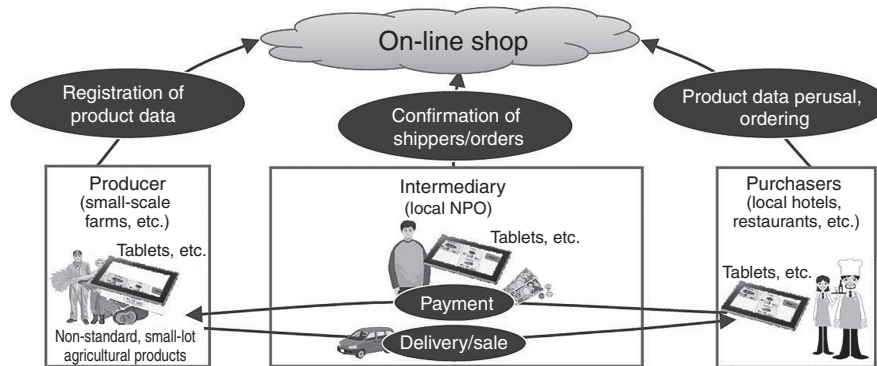 On-line shop
Registration of
product data
Confirmation of
shippers/orders
Product data perusal,
ordering
Producer
(small-scale
farms, etc.)
Tablets, etc.
Non-standard, small-lot
agricultural products
Intermediary
(local NPO)
Tablets, etc.
Payment
Delivery/sale
Purchasers
(local hotels,
restaurants, etc.)
Tablets, etc.